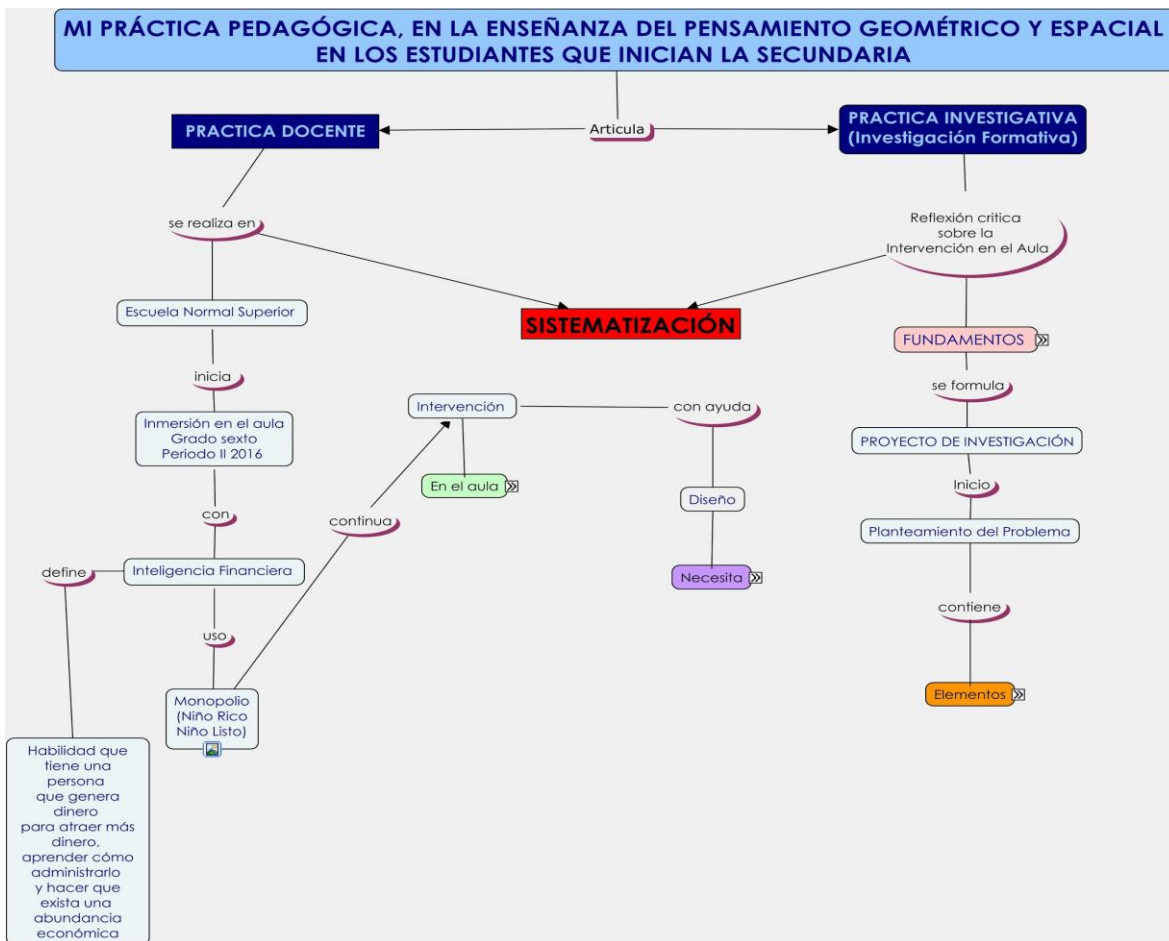 MI PRÁCTICA PEDAGÓGICA, EN LA ENSEÑANZA DEL PENSAMIENTO GEOMÉTRICO Y ESPACIAL
EN LOS ESTUDIANTES QUE INICIAN LA SECUNDARIA
PRACTICA DOCENTE
Articula
PRACTICA INVESTIGATIVA
(Investigación Formativa)
se realiza en
Reflexión critica
sobre la
Intervención en el Aula
Escuela Normal Superior
SISTEMATIZACIÓN
FUNDAMENTOS
inicia
se formula
Intervención
con ayuda
Inmersión en el aula
Grado sexto
Periodo II 2016
PROYECTO DE INVESTIGACIÓN
En el aula
Inicio
Diseño
con
continua
Planteamiento del Problema
define
Inteligencia Financiera
Necesita
contiene
uso
Elementos
Monopolio
(Niño Rico
Niño Listo)
Habilidad que
tiene una
persona
que genera
dinero
para atraer más
dinero,
aprender cómo
administrarlo
y hacer que
exista una
abundancia
económica